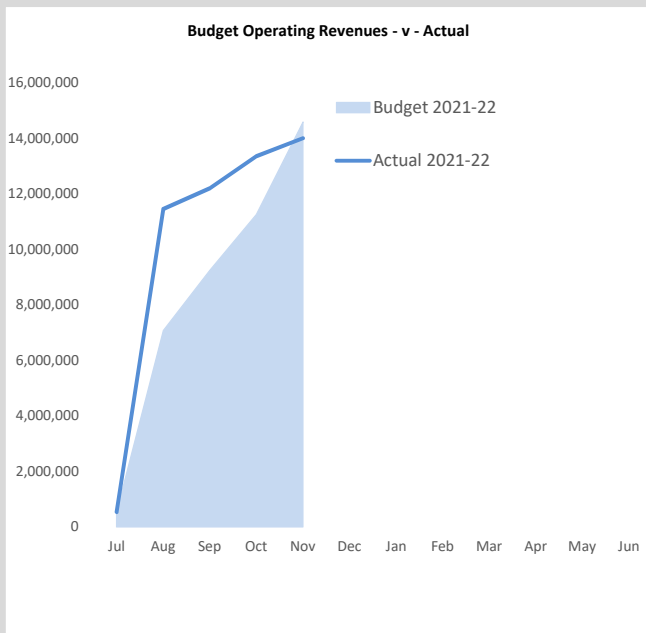 Budget Operating Revenues - v - Actual
16,000,000
14,000,000
12,000,000
10,000,000
8,000,000
6,000,000
4,000,000
2,000,000
0
Budget 2021-22
Actual 2021-22
Jul Aug Sep Oct Nov Dec Jan Feb Mar Apr May Jun